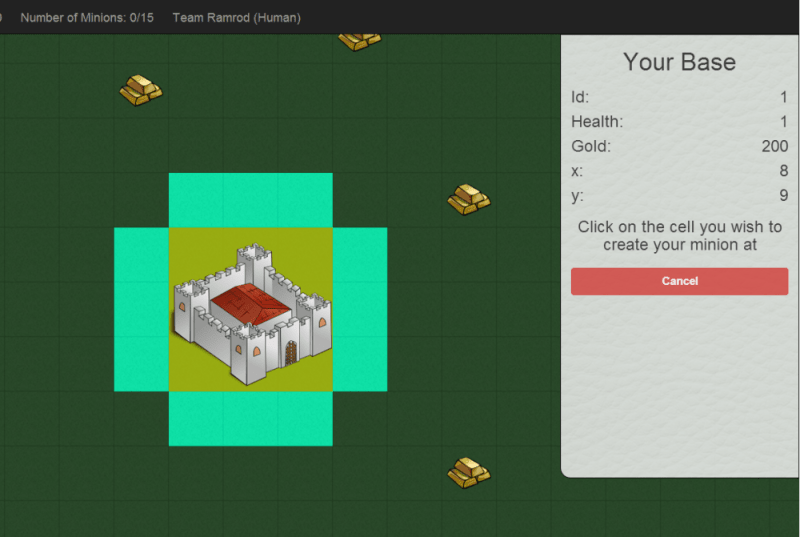 Number of Minions: 0/15 Team Ramrod (Human)
Your Base
Id: 1
Health: 1
Gold: 200
x: 8
y: 9
Click on the cell you wish to
create your minion at
Cancel